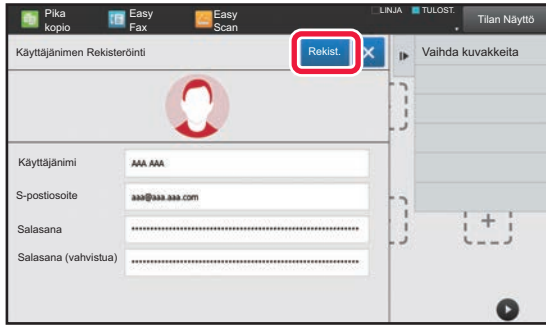 Pika kopio
Easy Fax
Easy Scan
LINJA
TULOST.
Tilan Näyttö
Käyttäjänimen Rekisteröinti
Rekist.
Vaihda kuvakkeita
Käyttäjänimi
AAA AAA
S-postiosoite
aaa@aaa.aaa.com
Salasana
Salasana (vahvistua)